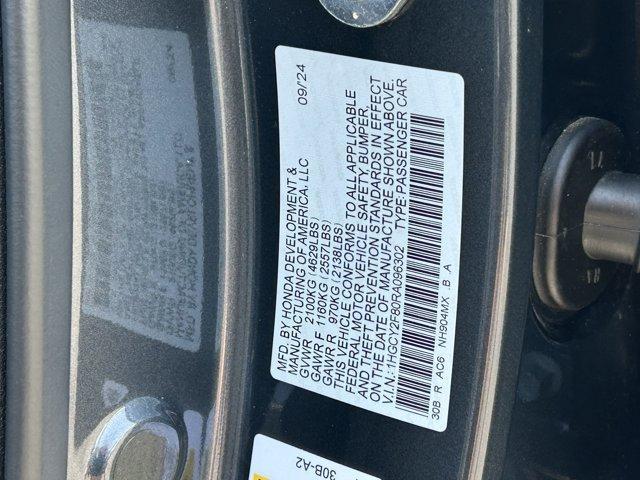 MFD. BY HONDA DEVELOPMENT &
MANUFACTURING OF AMERICA, LLC 09/24
GVWR 2100KG (4629LBS)
GAWR F 1160KG (2557LBS)
GAWR R 970KG (2138LBS)
THIS VEHICLE CONFORMS TO ALL APPLICABLE
FEDERAL MOTOR VEHICLE SAFETY, BUMPER,
AND THEFT PREVENTION STANDARDS IN EFFECT
ON THE DATE OF MANUFACTURE SHOWN ABOVE.
V.I.N.: 1HGCY2F80RA096302 TYPE:PASSENGER CAR
30B R AC6 NH904MX .B .A
30B-A2